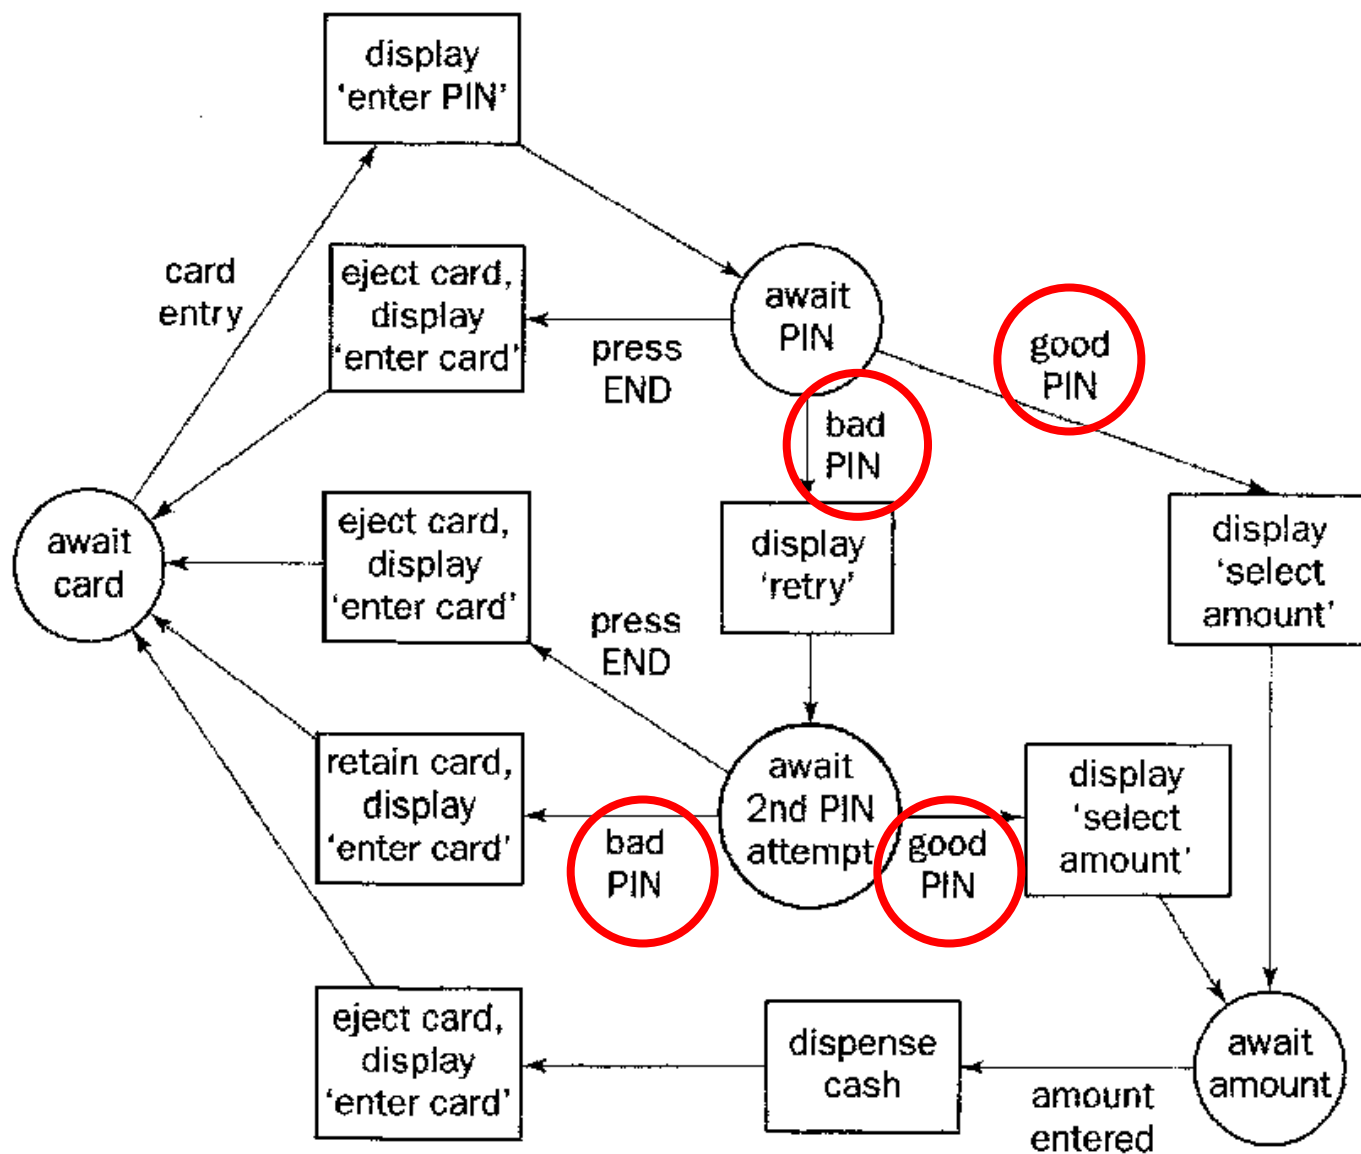 display
‘enter PIN’
card
entry
eject card,
display
‘enter card’
press
END
await
PIN
good
PIN
bad
PIN
await
card
eject card,
display
‘enter card’
press
END
display
‘retry’
display
‘select
amount’
retain card,
display
‘enter card’
bad
PIN
await
2nd PIN
attempt
good
PIN
display
‘select
amount’
eject card,
display
‘enter card’
dispense
cash
amount
entered
await
amount